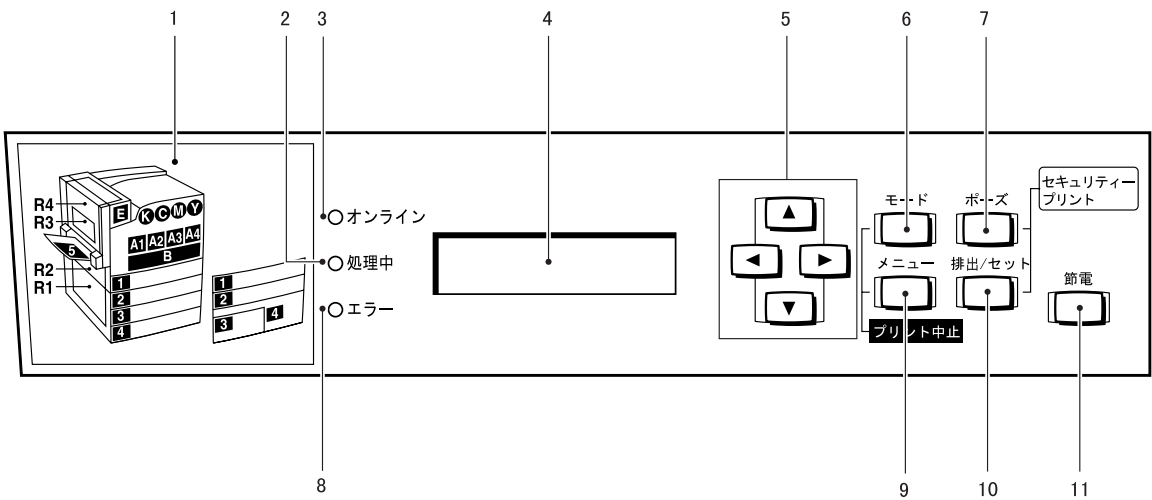 1 2 3 4 5 6 7
R4
R3
E
K C M Y
A1 A2 A3 A4
B
5
R2
R1
1
2
3
4
1
2
3
4
オンライン
処理中
エラー
モード
ポーズ
セキュリティー
プリント
メニュー
排出/セット
プリント中止
節電
8 9 10 11